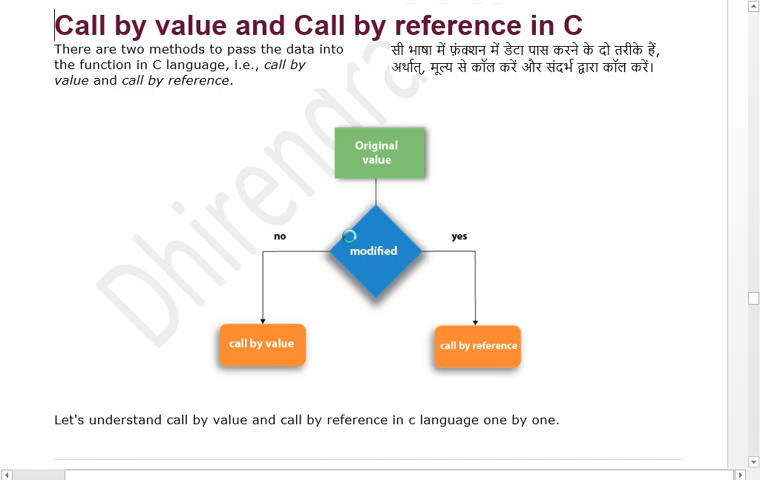 Call by value and Call by reference in C
There are two methods to pass the data into
the function in C language, i.e., call by
value and call by reference.
सी भाषा में फ़ंक्शन में डेटा पास करने के दो तरीके हैं,
अर्थात्, मूल्य से कॉल करें और संदर्भ द्वारा कॉल करें।
Original
value
no
modified
yes
call by value
call by reference
Let's understand call by value and call by reference in c language one by one.
Dhirendra